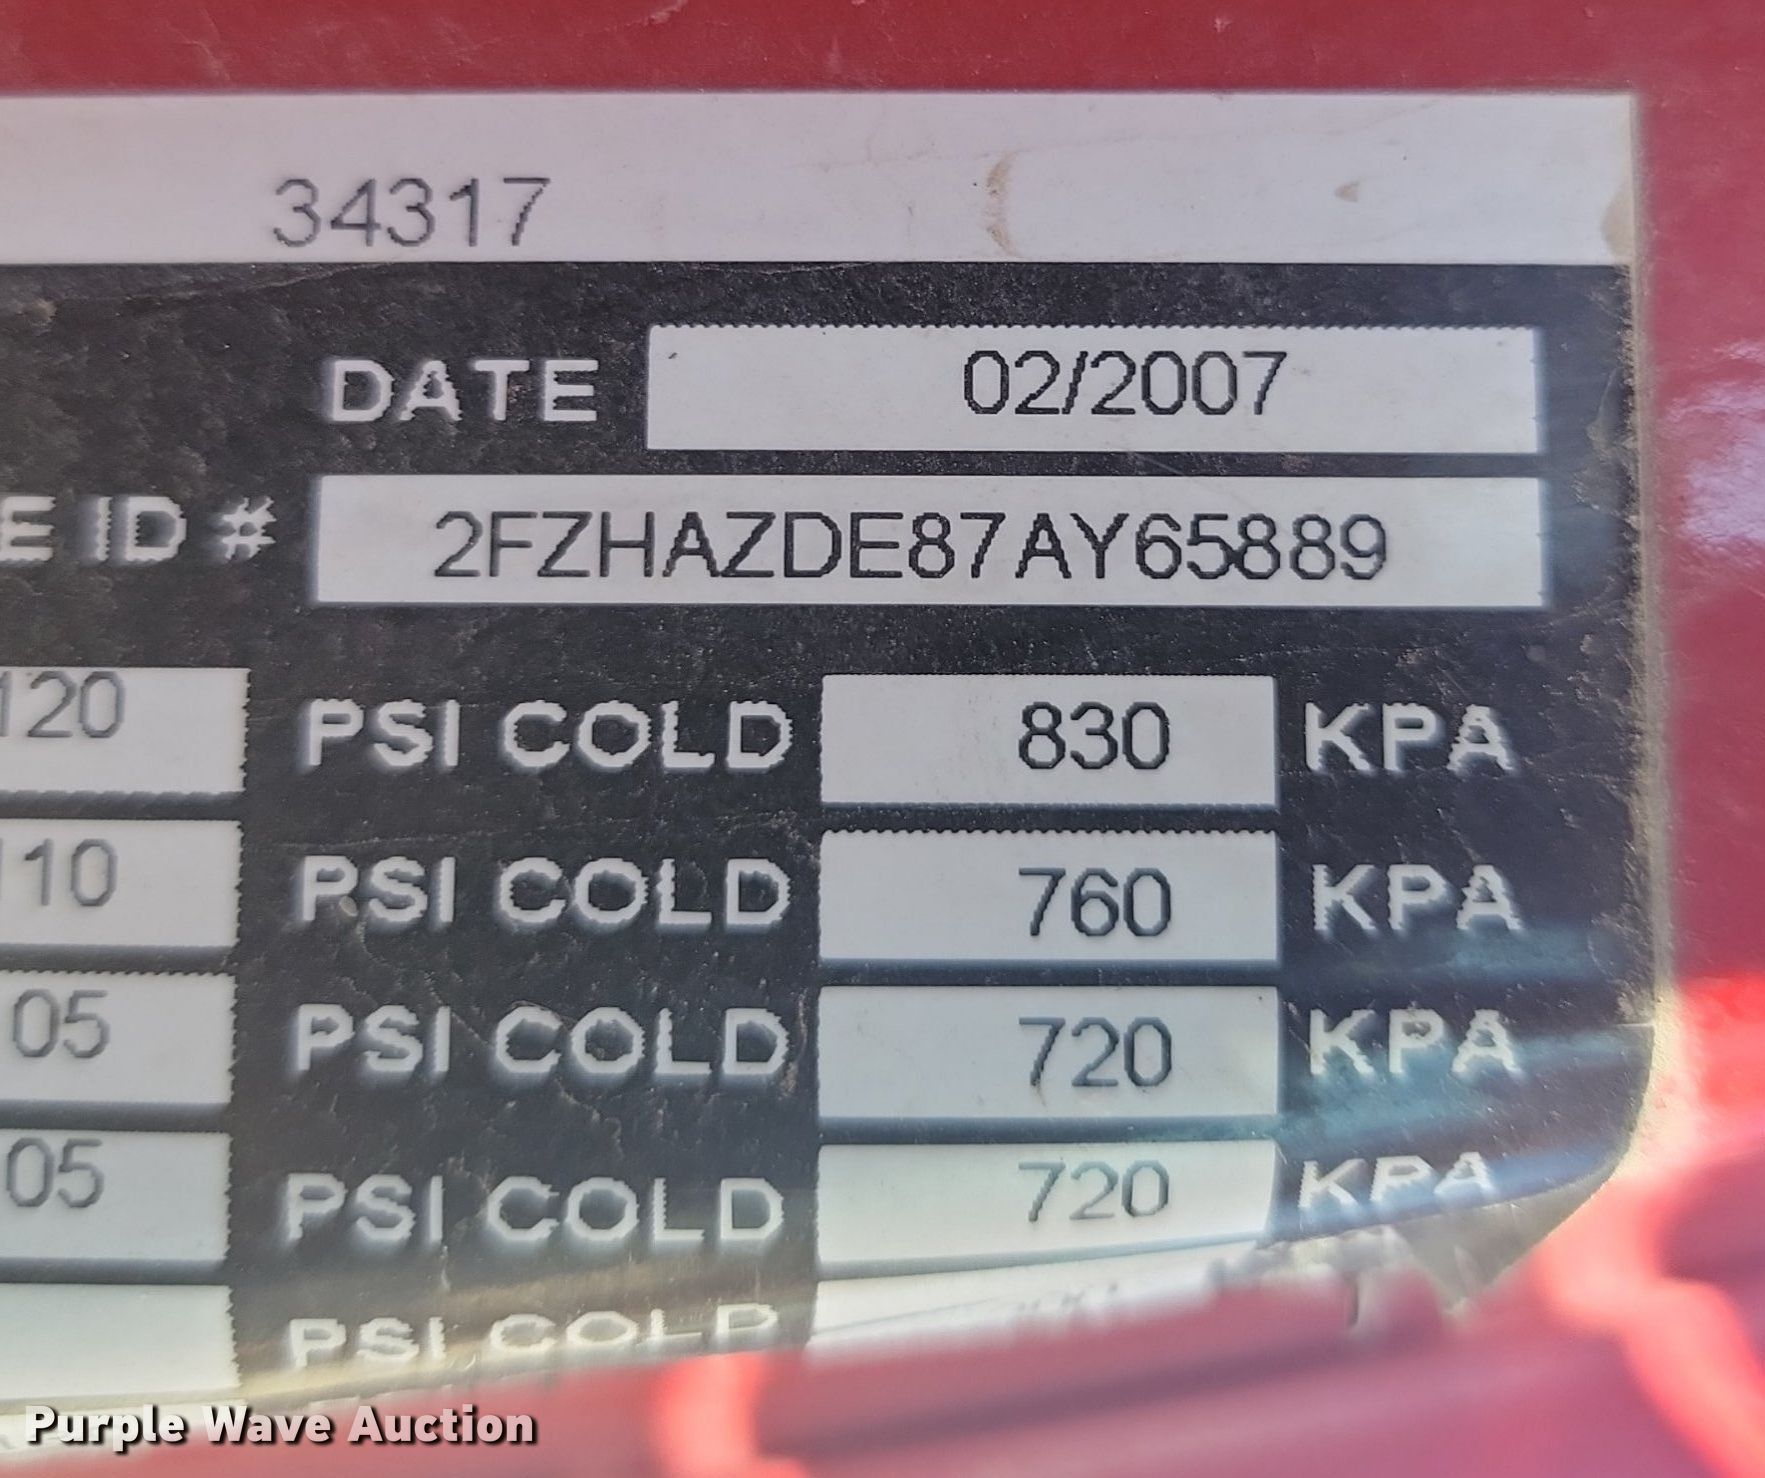 34317
DATE 02/2007
E ID # 2FZHAZDE87AY65889
120 PSI COLD 830 KPA
110 PSI COLD 760 KPA
05 PSI COLD 720 KPA
05 PSI COLD 720 KPA
PSI COLD
Purple Wave Auction